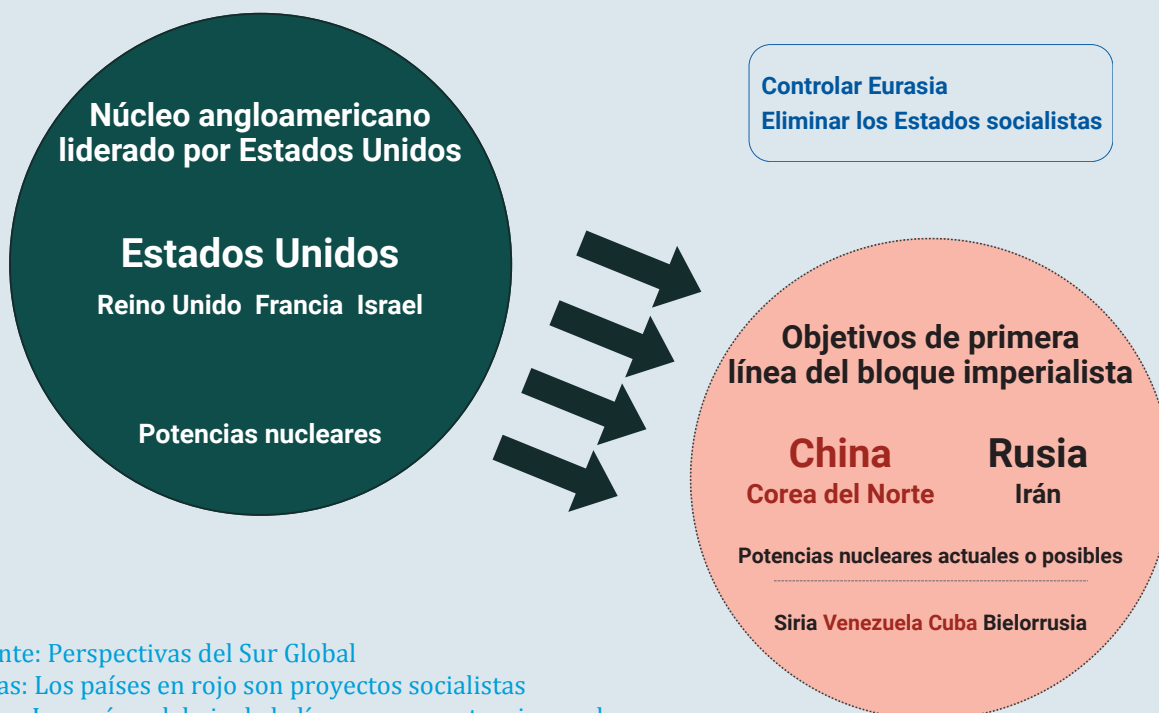 Núcleo angloamericano
liderado por Estados Unidos
Estados Unidos
Reino Unido Francia Israel
Potencias nucleares
Controlar Eurasia
Eliminar los Estados socialistas
Objetivos de primera
línea del bloque imperialista
China Rusia
Corea del Norte Irán
Potencias nucleares actuales o posibles
Siria Venezuela Cuba Bielorrusia
nte: Perspectivas del Sur Global
as: Los países en rojo son proyectos socialistas